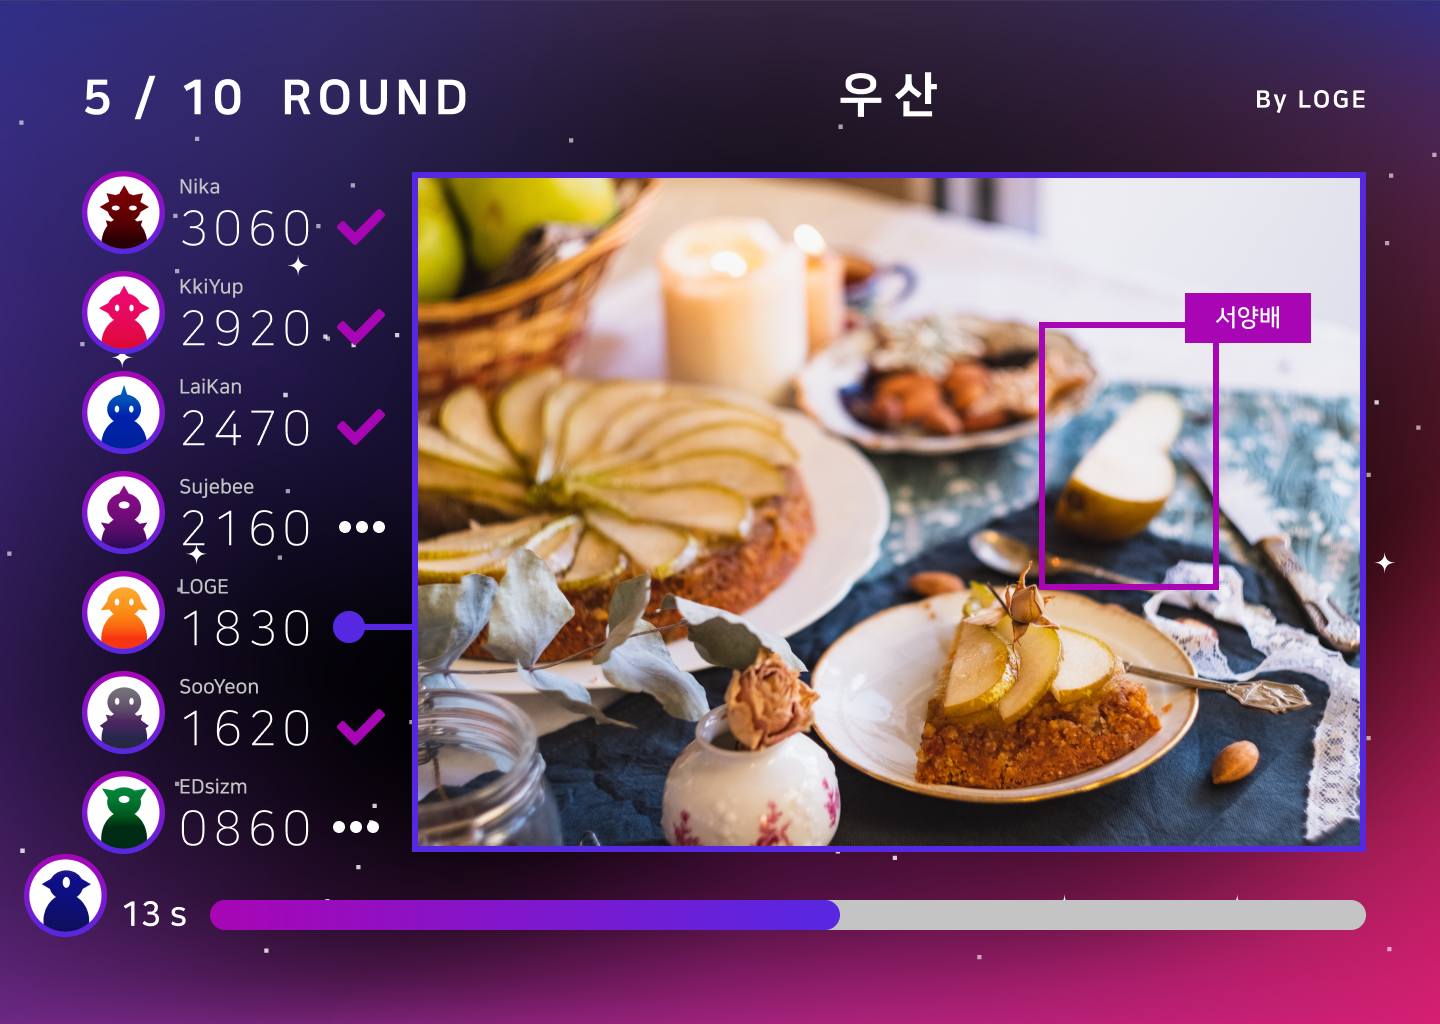 5 / 10 ROUND
우산
By LOGE
Nika
3060
KkiYup
2920
LaiKan
2470
Sujebee
2160
LOGE
1830
SooYeon
1620
EDsizm
0860
서양배
13 s